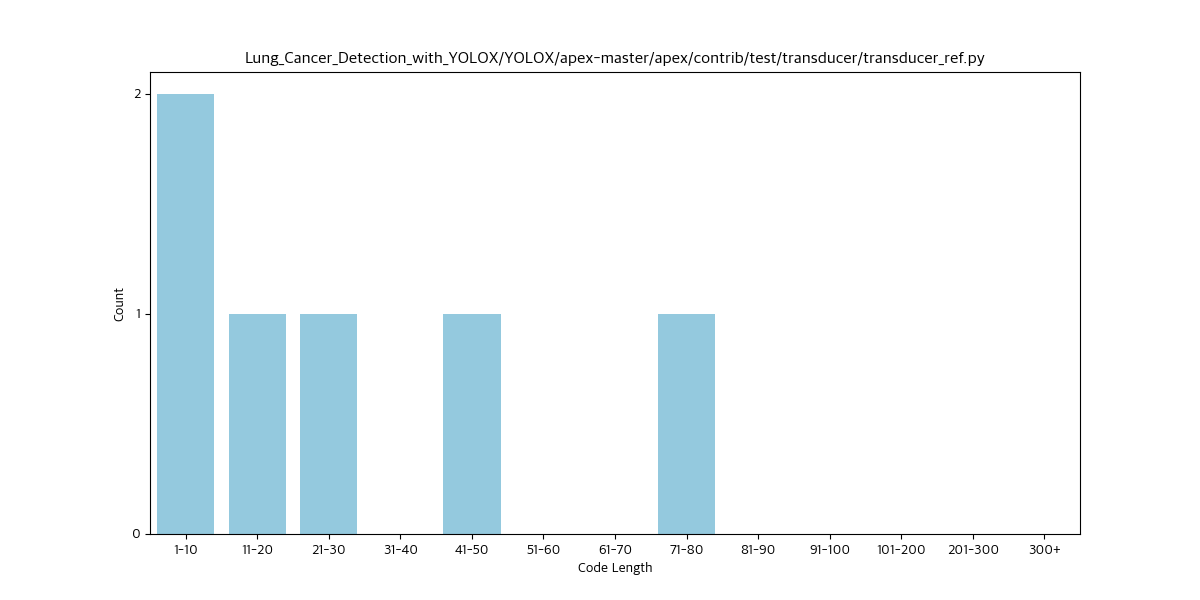 Lung_Cancer_Detection_with_YOLOX/YOLOX/apex-master/apex/contrib/test/transducer/transducer_ref.py
2
1
0
Count
1-10 11-20 21-30 31-40 41-50 51-60 61-70 71-80 81-90 91-100 101-200 201-300 300+
Code Length